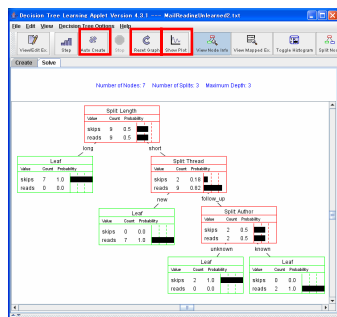 Decision Tree Learning Applet Version 4.3.1 --- MailReadingUnlearned2.txt
File Edit View Decision Tree Options Help
View/Edit Ex. Step Auto Create Stop Reset Graph Show Plot View Node Info View Mapped Ex. Toggle Histogram Split Nod
Create Solve
Number of Nodes: 7 Number of Splits: 3 Maximum Depth: 3
Split Length
Value Count Probability
skips 9 0.5
reads 9 0.5
long short
Leaf Split Thread
Value Count Probability Value Count Probability
skips 7 1.0 skips 2 0.18
reads 0 0.0 reads 9 0.82
new follow_up
Leaf Split Author
Value Count Probability Value Count Probability
skips 0 0.0 skips 2 0.5
reads 7 1.0 reads 2 0.5
unknown known
Leaf Leaf
Value Count Probability Value Count Probability
skips 2 1.0 skips 0 0.0
reads 0 0.0 reads 2 1.0